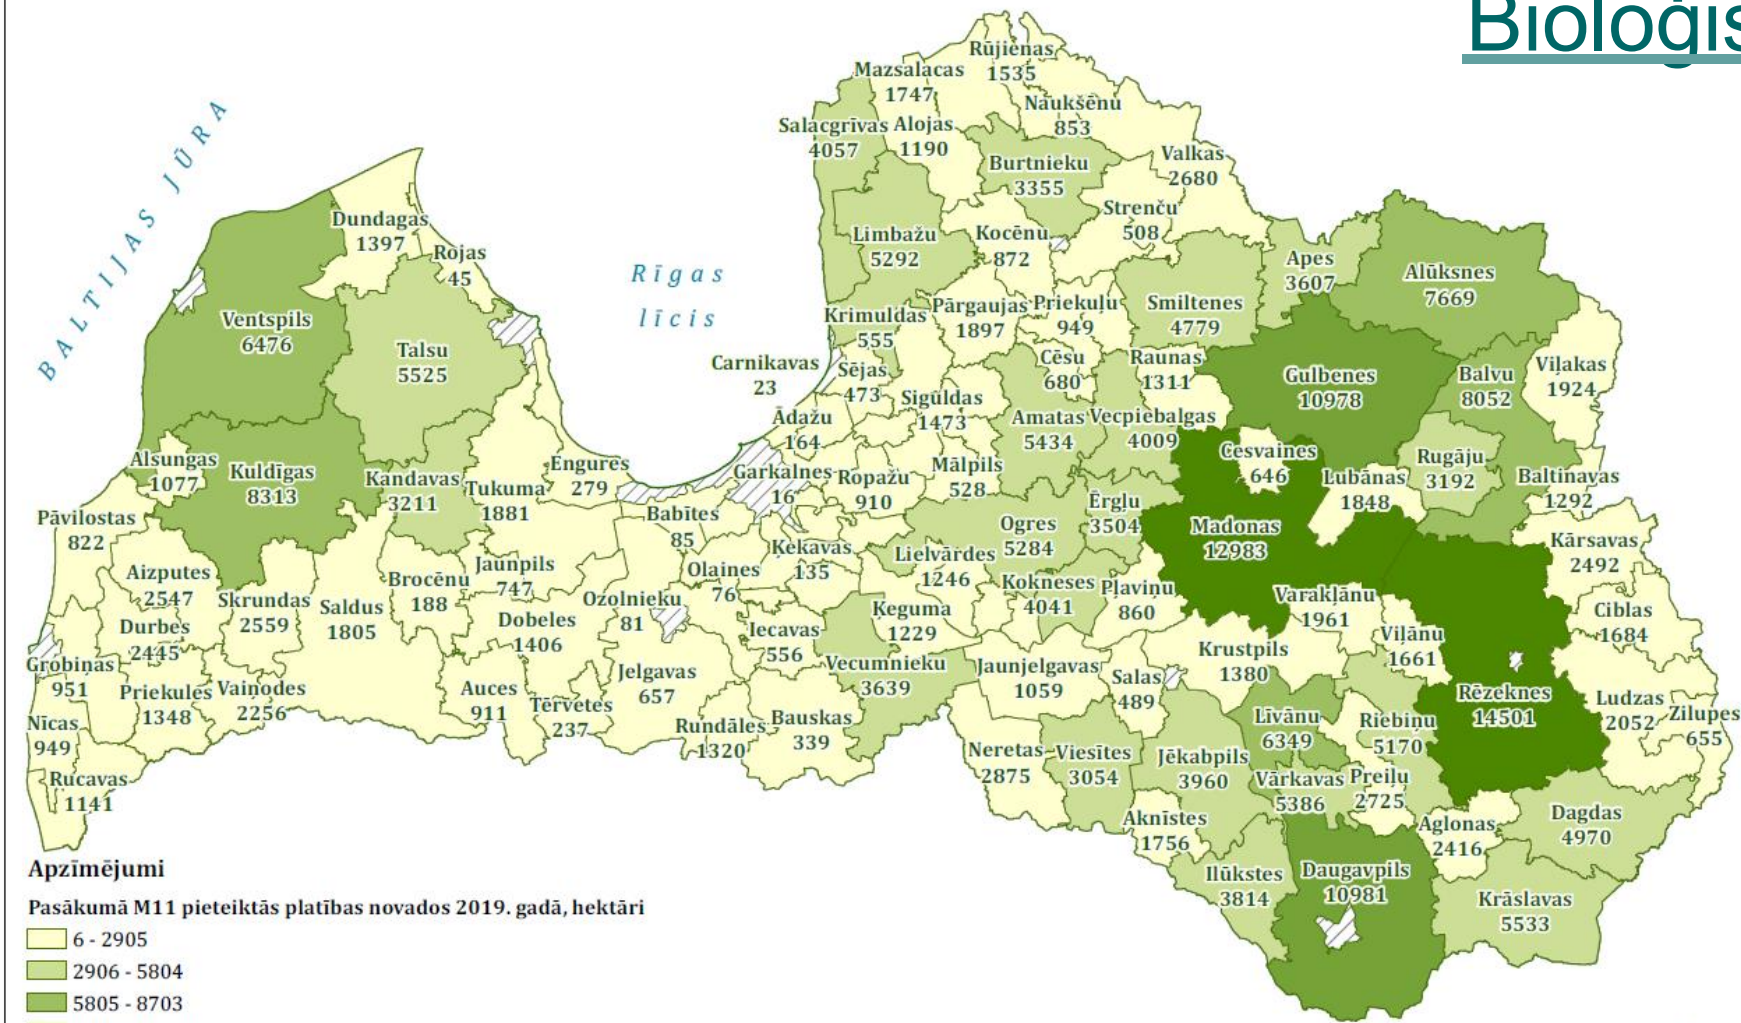 Bioloģis
BALTIJAS JŪRA
Rīgas
līcis
Rūjienas
1535
Mazsalacas
1747
Naukšēnu
853
Salacgrīvas
4057
Alojas
1190
Burtnieku
3355
Valkas
2680
Dundagas
1397
Rojas
45
Limbažu
5292
Kocēnu
872
Strenču
508
Apes
3607
Alūksnes
7669
Ventspils
6476
Talsu
5525
Krimuldas
555
Pārgaujas
1897
Priekuļu
949
Smiltenes
4779
Carnikavas
23
Sējas
473
Cēsu
680
Raunas
1311
Gulbenes
10978
Balvu
8052
Viļakas
1924
Ādažu
164
Siguldas
1473
Amatas
5434
Vecpiebalgas
4009
Alsungas
1077
Kuldīgas
8313
Kandavas
3211
Tukuma
1881
Engures
279
Garkalnes
16
Ropažu
910
Mālpils
528
Cesvaines
646
Lubānas
1848
Rugāju
3192
Baltinavas
1292
Pāvilostas
822
Babītes
85
Ērgļu
3504
Ogres
5284
Madonas
12983
Kārsavas
2492
Aizputes
2547
Skrundas
2559
Saldus
1805
Brocēnu
188
Jaunpils
747
Olaines
76
Ķekavas
135
Lielvārdes
1246
Kokneses
4041
Pļaviņu
860
Varakļānu
1961
Ciblas
1684
Durbes
2445
Dobeles
1406
Ozolnieku
81
Iecavas
556
Ķeguma
1229
Viļānu
1661
Grobiņas
951
Priekules
1348
Vaiņodes
2256
Auces
911
Tērvetes
237
Jelgavas
657
Vecumnieku
3639
Jaunjelgavas
1059
Salas
489
Krustpils
1380
Rēzeknes
14501
Ludzas
2052
Zilupes
655
Nīcas
949
Rundāles
1320
Bauskas
339
Neretas
2875
Viesītes
3054
Jēkabpils
3960
Līvānu
6349
Riebiņu
5170
Rucavas
1141
Vārkavas
5386
Preiļu
2725
Aknīstes
1756
Aglonas
2416
Dagdas
4970
Ilūkstes
3814
Daugavpils
10981
Krāslavas
5533
Apzīmējumi
Pasākumā M11 pieteiktās platības novados 2019. gadā, hektāri
6 - 2905
2906 - 5804
5805 - 8703